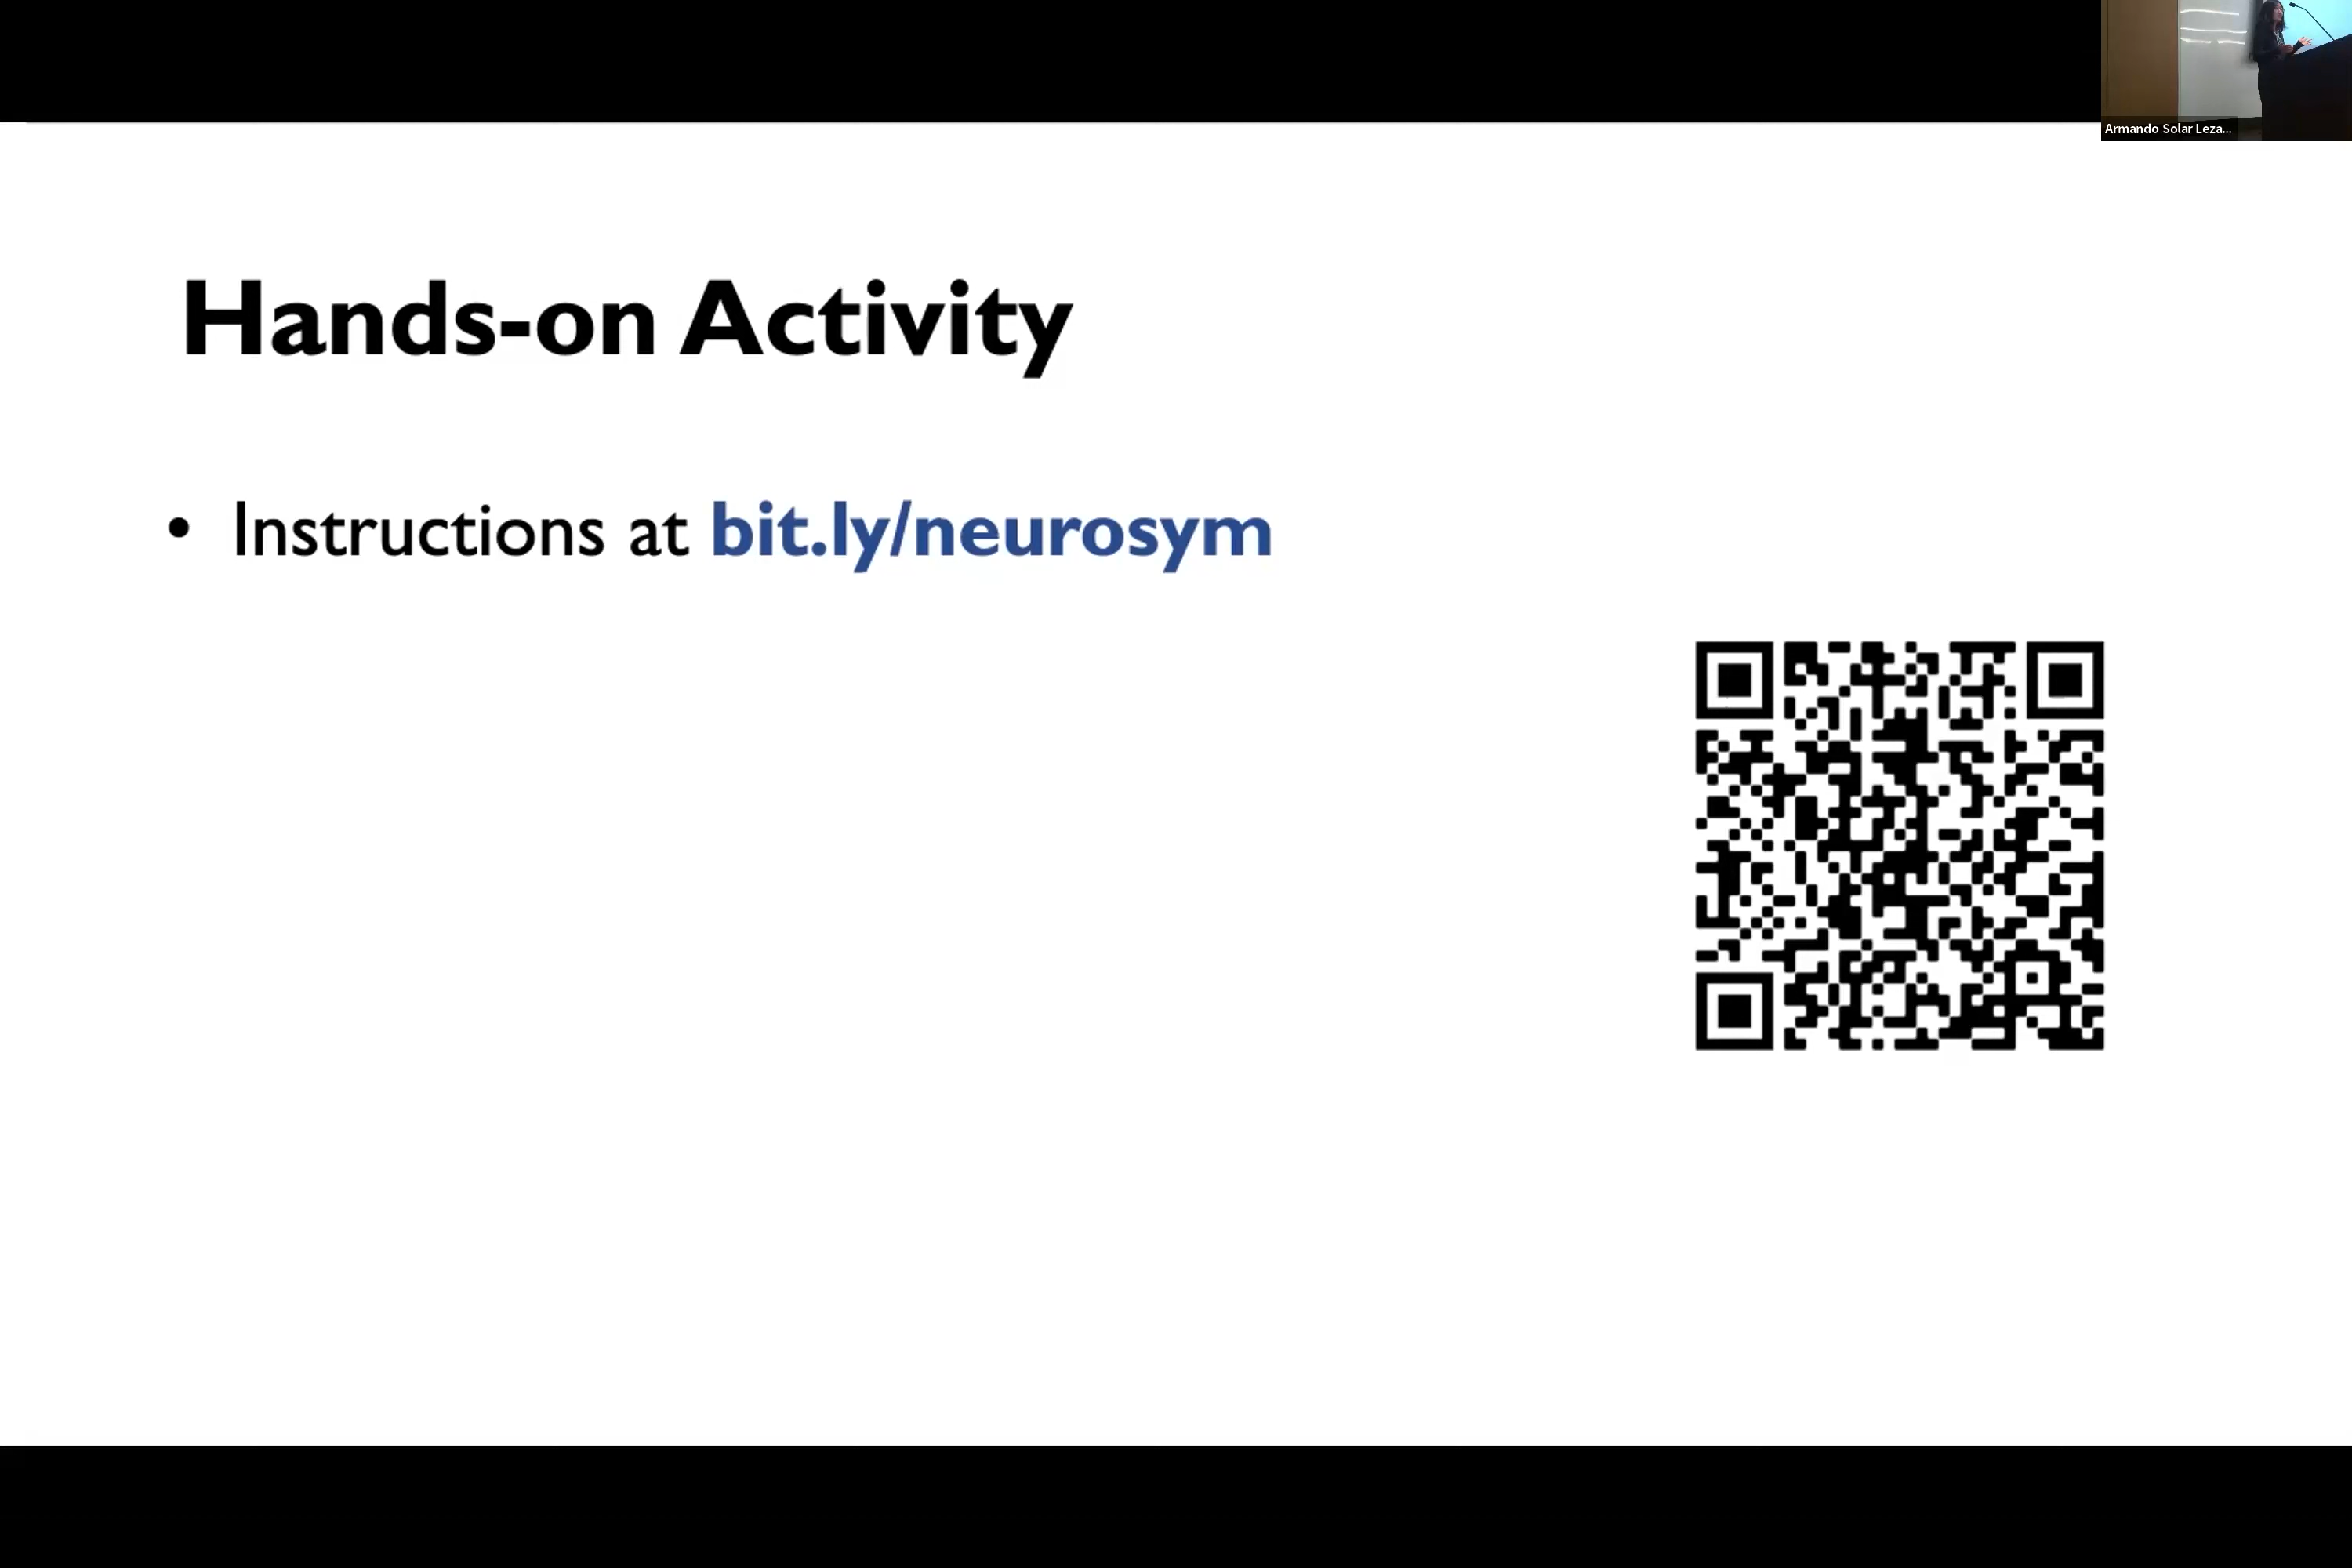 Armando Solar Leza...
Hands-on Activity
• Instructions at bit.ly/neurosym